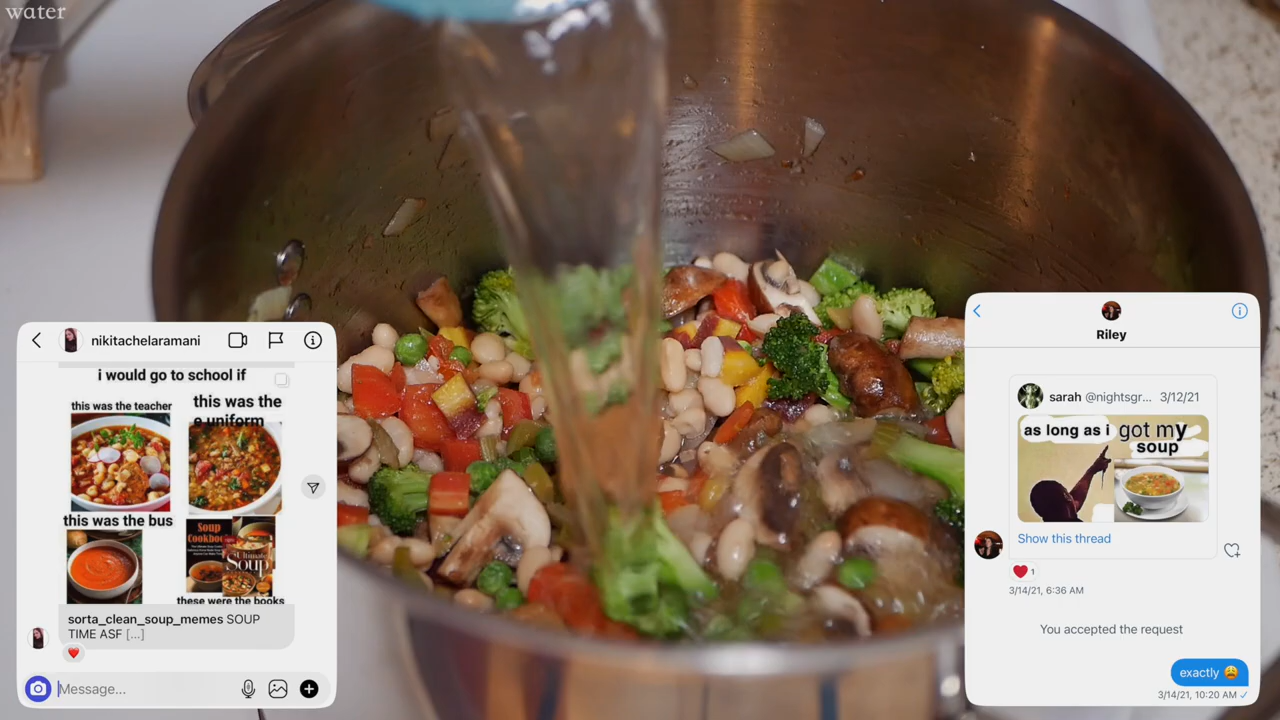 water
nikitachelaramani
i would go to school if
this was the teacher
this was the
e uniform
this was the bus
Soup
Cookbook
Ultimate
Soup
these were the books
sorta_clean_soup_memes SOUP
TIME ASF [...]
Message...
Riley
sarah @nightsgr... 3/12/21
as long as i got my
soup
Show this thread
1
3/14/21, 6:36 AM
You accepted the request
exactly 😩
3/14/21, 10:20 AM